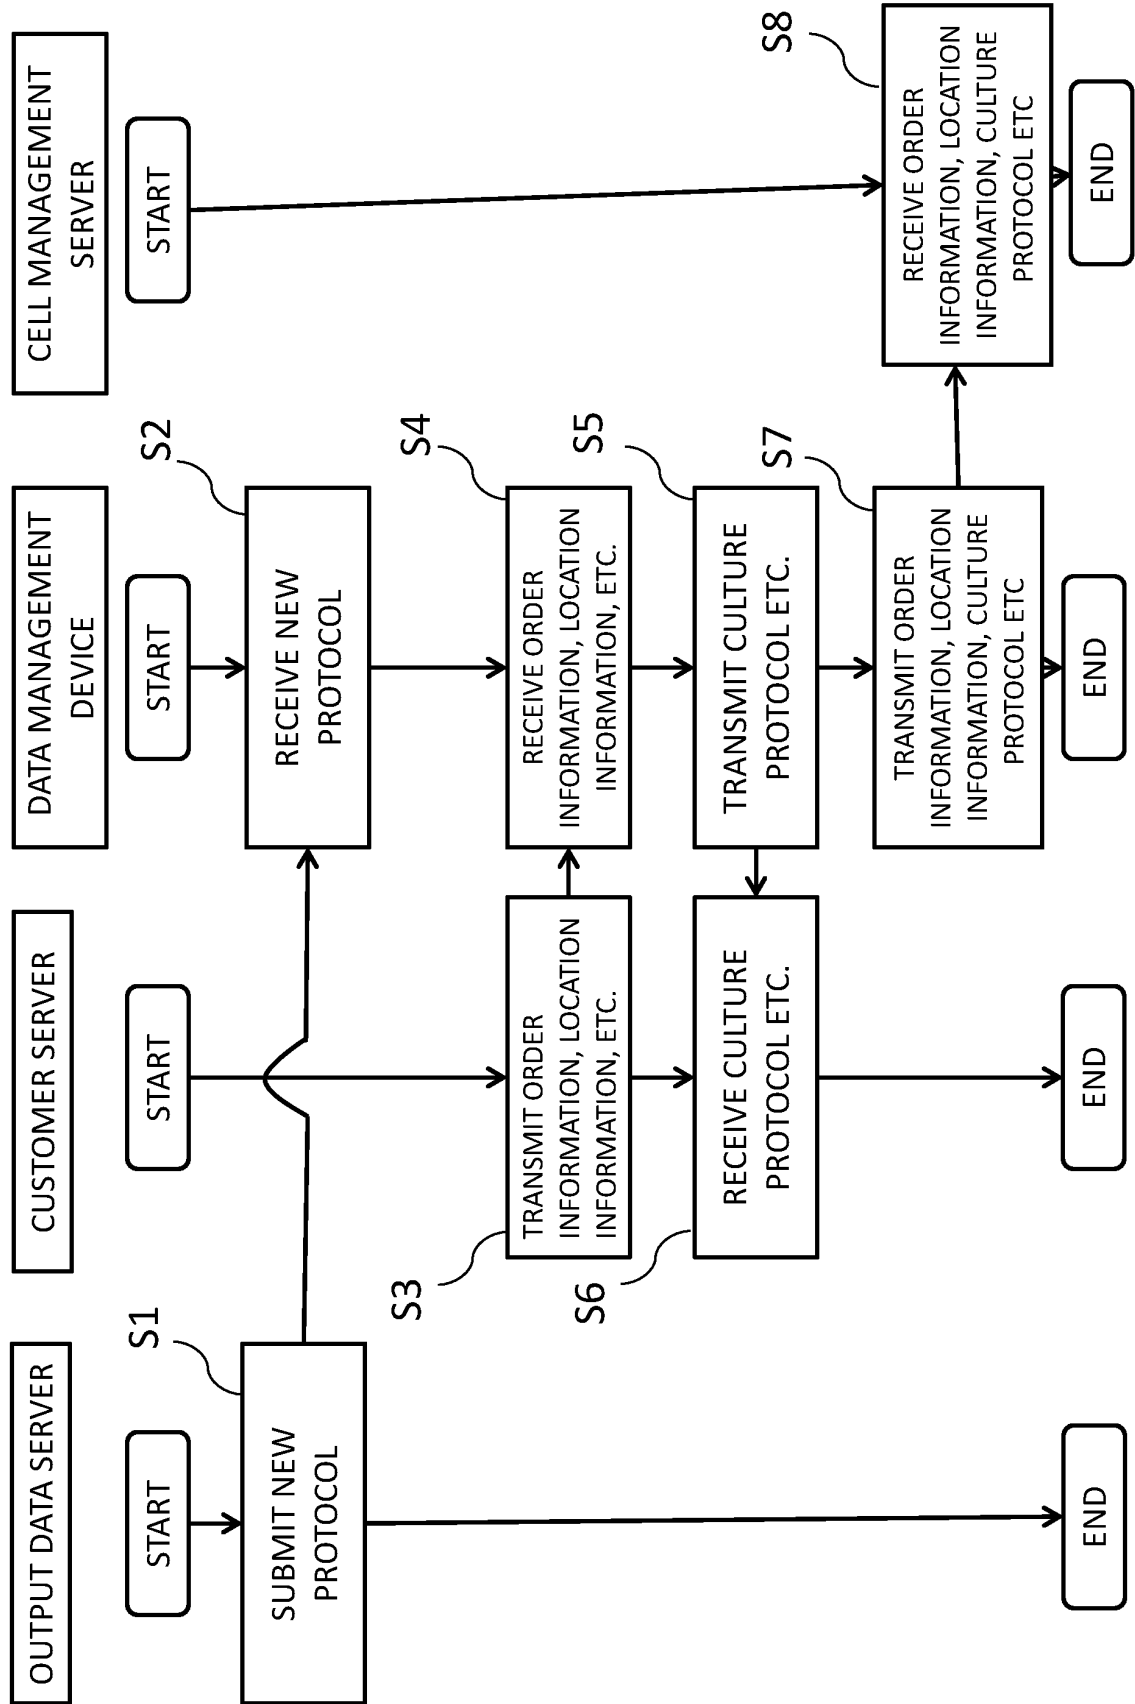 OUTPUT DATA SERVER
CUSTOMER SERVER
DATA MANAGEMENT
DEVICE
CELL MANAGEMENT
SERVER
START
START
START
START
S1
SUBMIT NEW
PROTOCOL
S2
RECEIVE NEW
PROTOCOL
S3
TRANSMIT ORDER
INFORMATION, LOCATION
INFORMATION, ETC.
S4
RECEIVE ORDER
INFORMATION, LOCATION
INFORMATION, ETC.
S6
RECEIVE CULTURE
PROTOCOL ETC.
S5
TRANSMIT CULTURE
PROTOCOL ETC.
S7
TRANSMIT ORDER
INFORMATION, LOCATION
INFORMATION, CULTURE
PROTOCOL ETC
S8
RECEIVE ORDER
INFORMATION, LOCATION
INFORMATION, CULTURE
PROTOCOL ETC
END
END
END
END